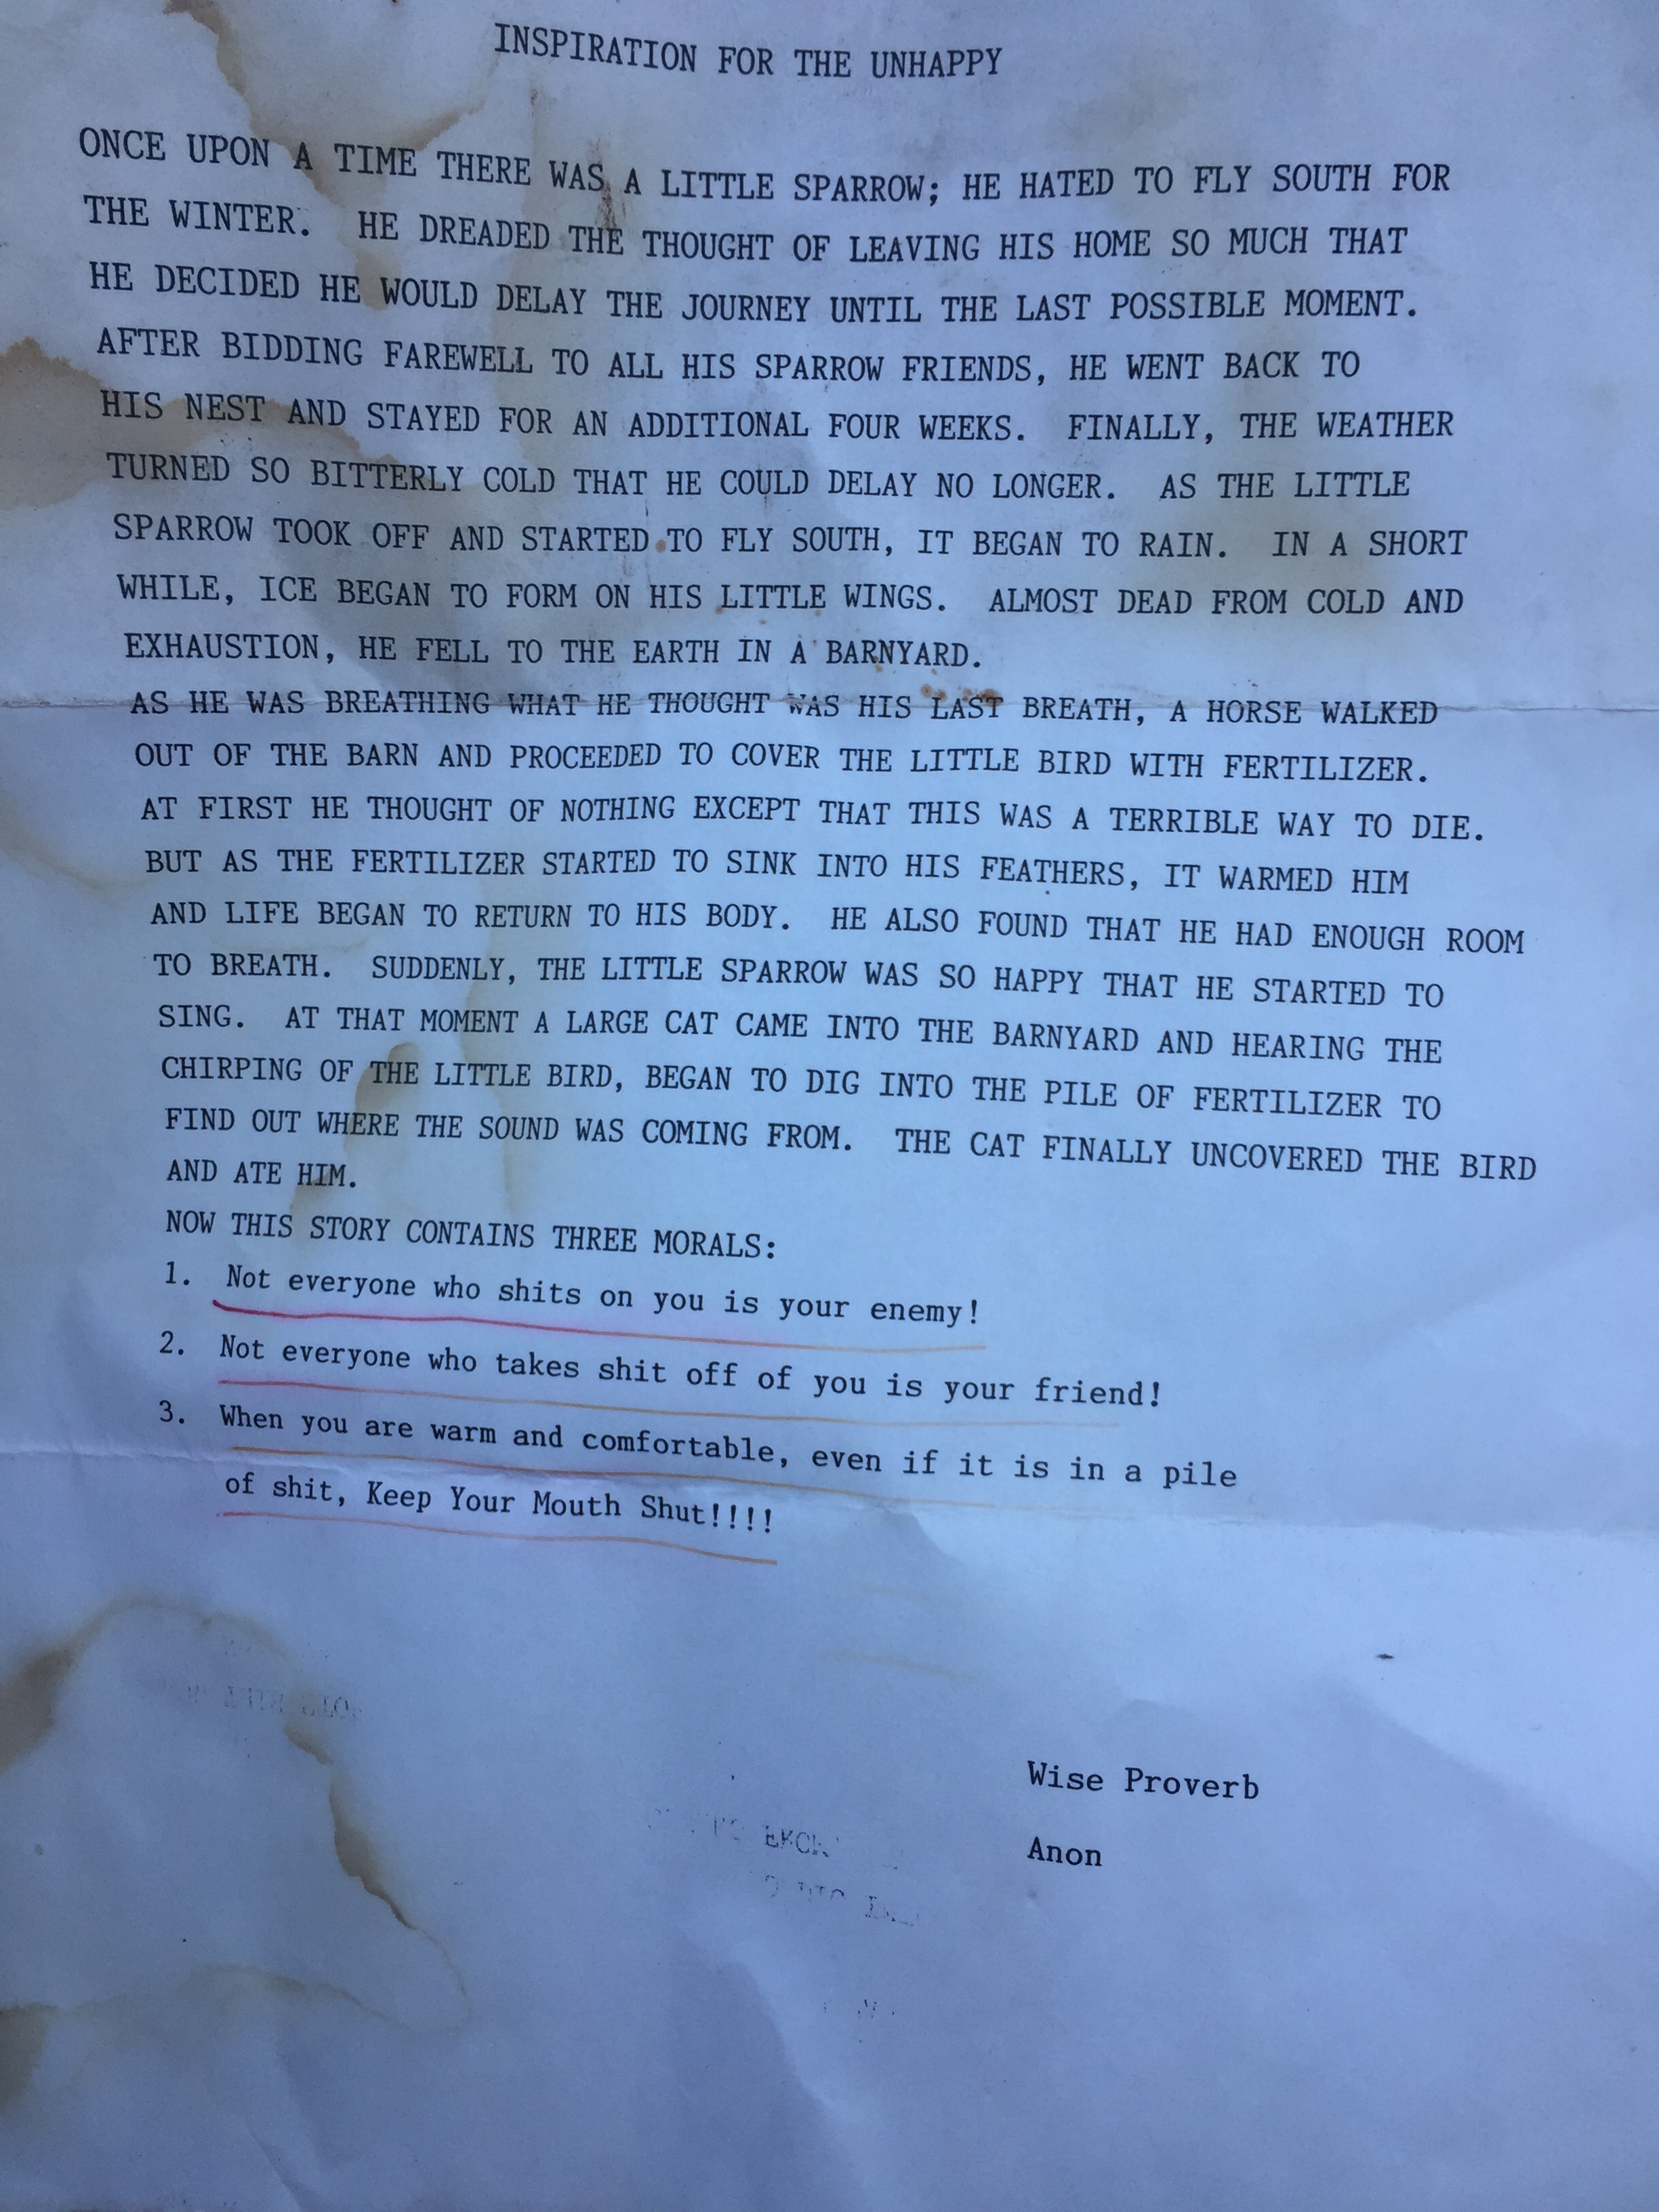 INSPIRATION FOR THE UNHAPPY
ONCE UPON A TIME THERE WAS A LITTLE SPARROW; HE HATED TO FLY SOUTH FOR
THE WINTER. HE DREADED THE THOUGHT OF LEAVING HIS HOME SO MUCH THAT
HE DECIDED HE WOULD DELAY THE JOURNEY UNTIL THE LAST POSSIBLE MOMENT.
AFTER BIDDING FAREWELL TO ALL HIS SPARROW FRIENDS, HE WENT BACK TO
HIS NEST AND STAYED FOR AN ADDITIONAL FOUR WEEKS. FINALLY, THE WEATHER
TURNED SO BITTERLY COLD THAT HE COULD DELAY NO LONGER. AS THE LITTLE
SPARROW TOOK OFF AND STARTED TO FLY SOUTH, IT BEGAN TO RAIN. IN A SHORT
WHILE, ICE BEGAN TO FORM ON HIS LITTLE WINGS. ALMOST DEAD FROM COLD AND
EXHAUSTION, HE FELL TO THE EARTH IN A BARNYARD.
AS HE WAS BREATHING WHAT HE THOUGHT WAS HIS LAST BREATH, A HORSE WALKED
OUT OF THE BARN AND PROCEEDED TO COVER THE LITTLE BIRD WITH FERTILIZER.
AT FIRST HE THOUGHT OF NOTHING EXCEPT THAT THIS WAS A TERRIBLE WAY TO DIE.
BUT AS THE FERTILIZER STARTED TO SINK INTO HIS FEATHERS, IT WARMED HIM
AND LIFE BEGAN TO RETURN TO HIS BODY. HE ALSO FOUND THAT HE HAD ENOUGH ROOM
TO BREATH. SUDDENLY, THE LITTLE SPARROW WAS SO HAPPY THAT HE STARTED TO
SING. AT THAT MOMENT A LARGE CAT CAME INTO THE BARNYARD AND HEARING THE
CHIRPING OF THE LITTLE BIRD, BEGAN TO DIG INTO THE PILE OF FERTILIZER TO
FIND OUT WHERE THE SOUND WAS COMING FROM. THE CAT FINALLY UNCOVERED THE BIRD
AND ATE HIM.
NOW THIS STORY CONTAINS THREE MORALS:
1. Not everyone who shits on you is your enemy!
2. Not everyone who takes shit off of you is your friend!
3. When you are warm and comfortable, even if it is in a pile
of shit, Keep Your Mouth Shut!!!!
Wise Proverb
Anon